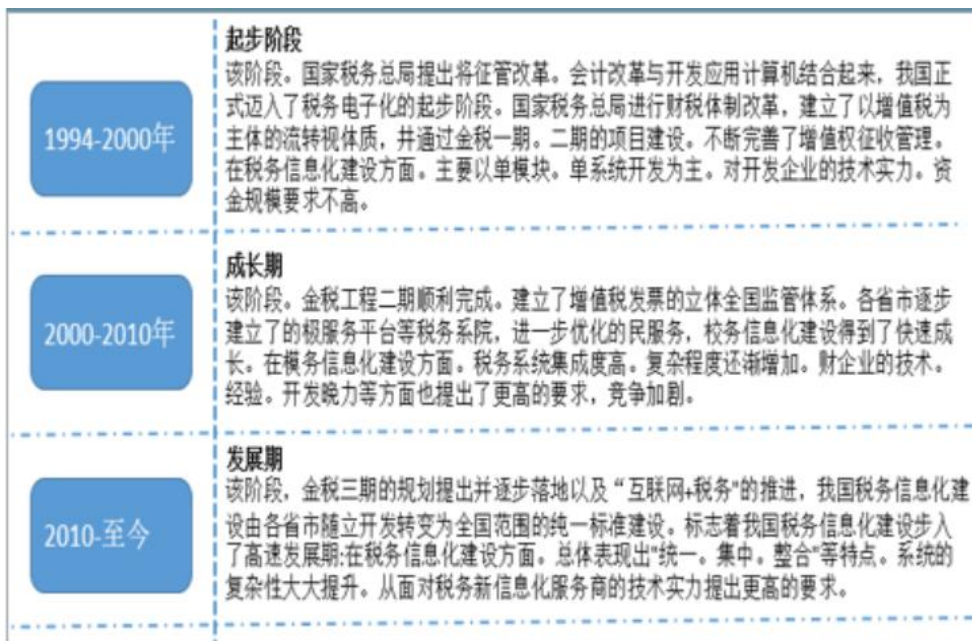 1994-2000年
起步阶段
该阶段。国家税务总局提出将征管改革。会计改革与开发应用计算机结合起来，我国正
式迈入了税务电子化的起步阶段。国家税务总局进行财税体制改革，建立了以增值税为
主体的流转视体质，井通过金税一期。二期的项目建设。不断完善了增值权征收管理。
在税务信息化建设方面。主要以单模块。单系统开发为主。对开发企业的技术实力。资
金规模要求不高。
2000-2010年
成长期
该阶段。金税工程二期顺利完成。建立了增值税发票的立体全国监管体系。各省市逐步
建立了的极服务平台等税务系院，进一步优化的民服务，校务信息化建设得到了快速成
长。在模务信息化建设方面。税务系统集成度高。复杂程度还渐增加。财企业的技术。
经验。开发晚力等方面也提出了更高的要求，竞争加剧。
2010-至今
发展期
该阶段，金税三期的规划提出并逐步落地以及“互联网+税务"的推进，我国税务信息化建
设由各省市随立开发转变为全国范围的纯一标准建设。标志着我国税务信息化建设步入
了高速发展期:在税务信息化建设方面。总体表现出"统一。集中。整合"等特点。系统的
复杂性大大提升。从面对税务新信息化服务商的技术实力提出更高的要求。